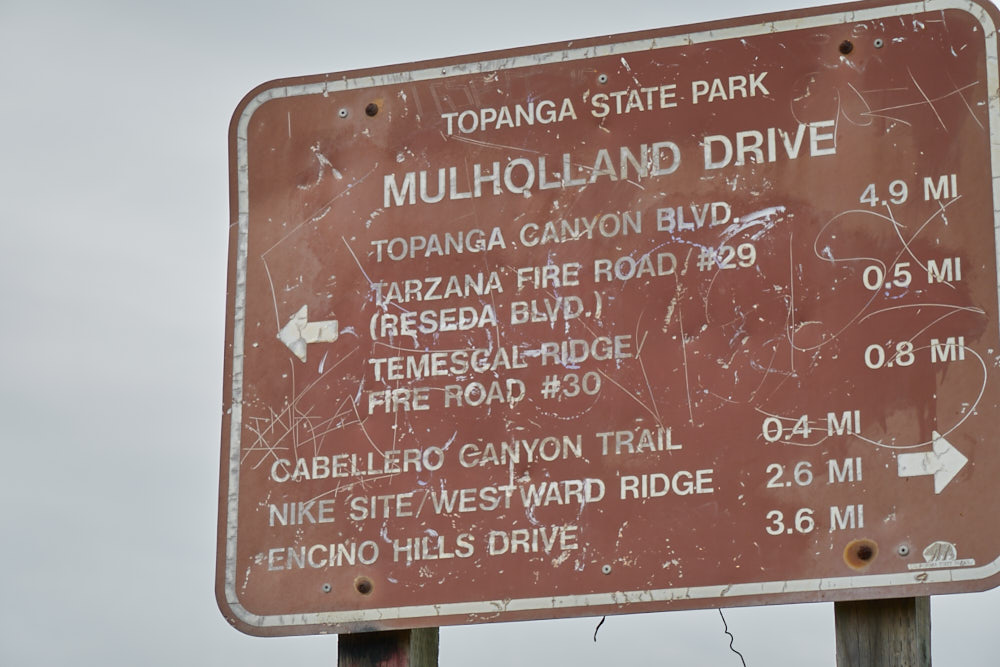 TOPANGA STATE PARK
MULHOLLAND DRIVE
TOPANGA CANYON BLVD. 4.9 MI
TARZANA FIRE ROAD #29 0.5 MI
(RESEDA BLVD.)
TEMESCAL RIDGE 0.8 MI
FIRE ROAD #30
CABELLERO CANYON TRAIL 0.4 MI
NIKE SITE/WESTWARD RIDGE 2.6 MI
ENCINO HILLS DRIVE 3.6 MI